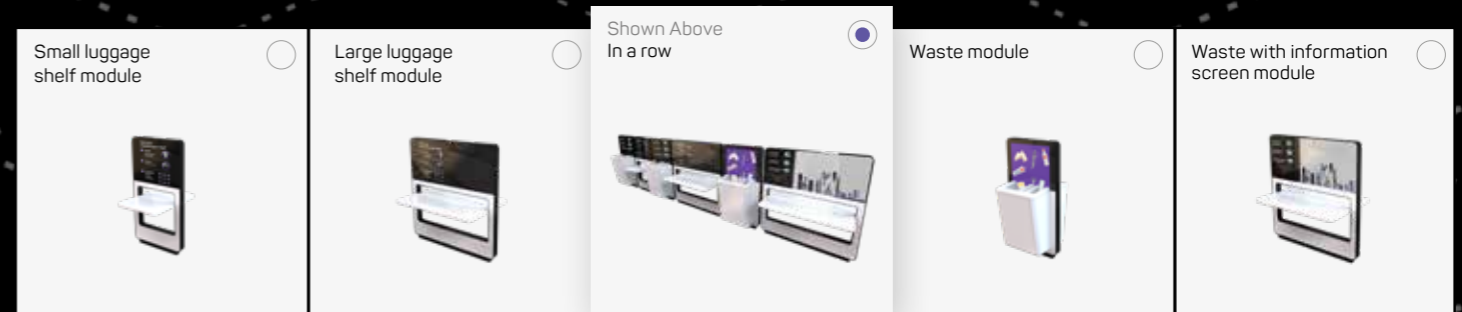 Small luggage
shelf module
Large luggage
shelf module
Shown Above
In a row
Waste module
Waste with information
screen module